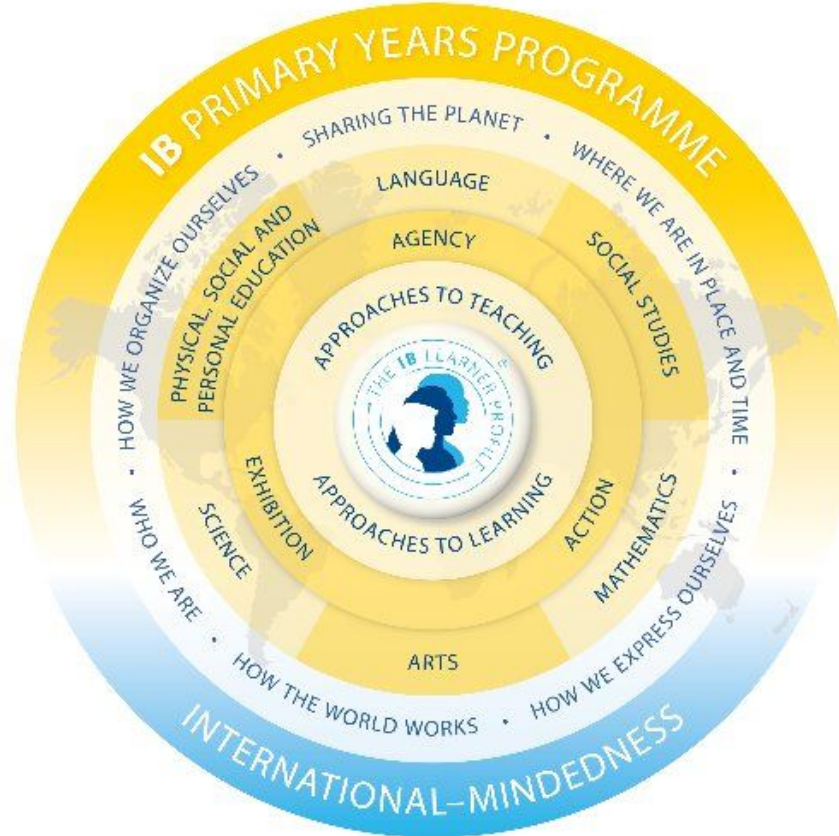 IB PRIMARY YEARS PROGRAMME
SHARING THE PLANET
•
WHERE WE ARE IN PLACE AND TIME
•
HOW WE EXPRESS OURSELVES
•
HOW THE WORLD WORKS
•
WHO WE ARE
•
HOW WE ORGANIZE OURSELVES
•
LANGUAGE
SOCIAL STUDIES
MATHEMATICS
ARTS
SCIENCE
PHYSICAL, SOCIAL AND
PERSONAL EDUCATION
AGENCY
ACTION
EXHIBITION
APPROACHES TO TEACHING
APPROACHES TO LEARNING
THE IB LEARNER PROFILE
INTERNATIONAL–MINDEDNESS